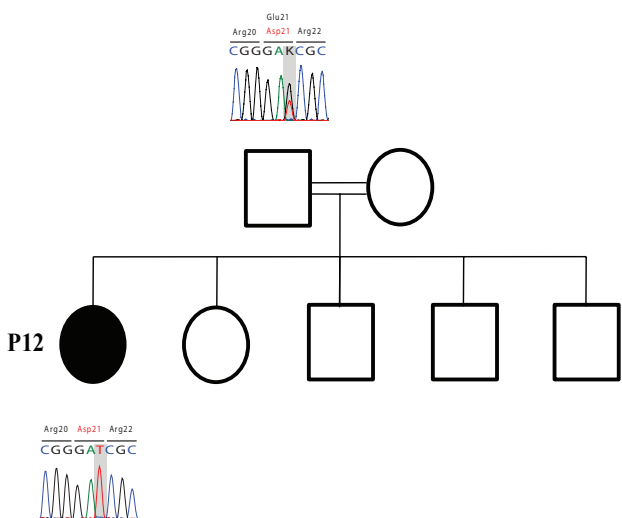 Glu21
Arg20 Asp21 Arg22
CGGGAKCGC
P12
Arg20 Asp21 Arg22
CGGGATCGC